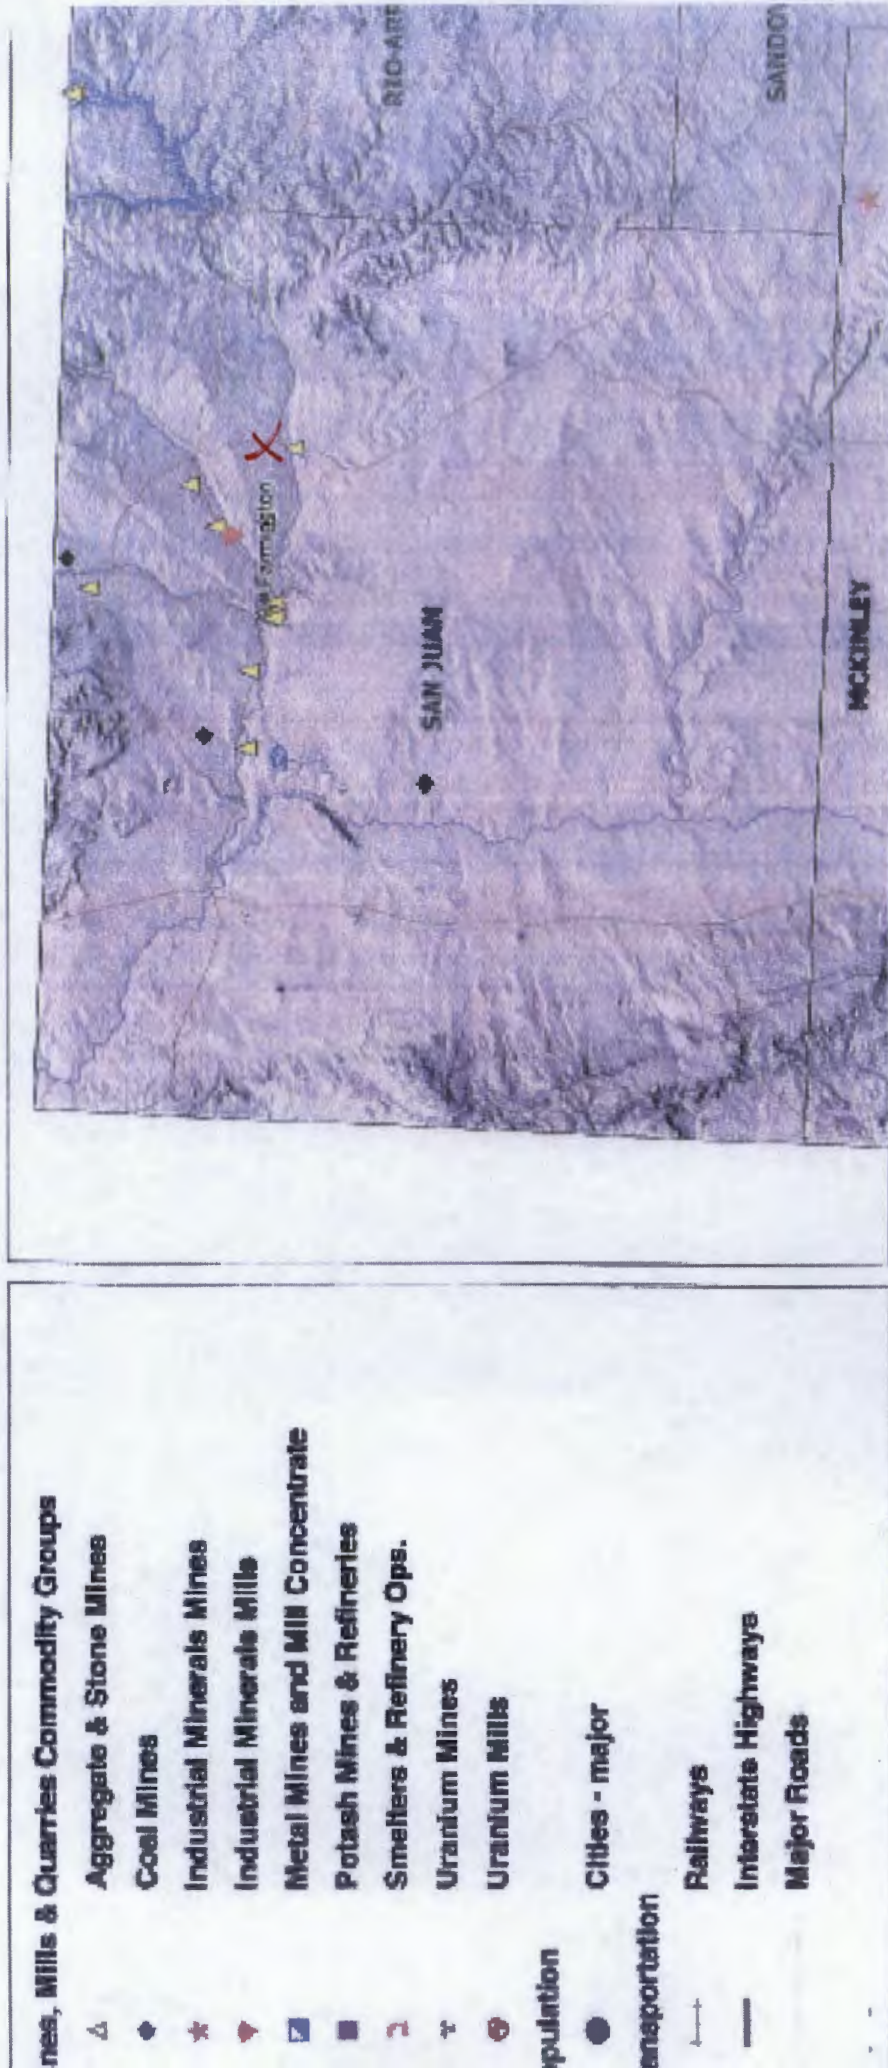 nes, Mills & Quarries Commodity Groups
Aggregate & Stone Mines
Coal Mines
Industrial Minerals Mines
Industrial Minerals Mills
Metal Mines and Mill Concentrate
Potash Mines & Refineries
Smelters & Refinery Ops.
Uranium Mines
Uranium Mills
opulation
Cities - major
ansportation
Railways
Interstate Highways
Major Roads
RIO ARR
SANDOV
Farmington
SAN JUAN
MCKINLEY